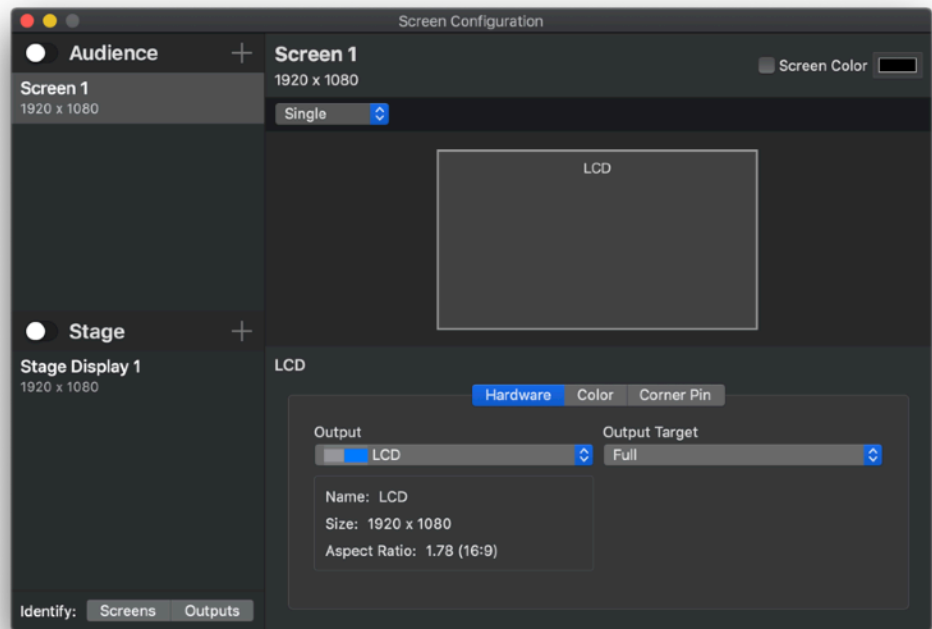 Screen Configuration
Audience
Screen 1
1920 x 1080
Stage
Stage Display 1
1920 x 1080
Identify: Screens Outputs
Screen 1
1920 x 1080
Screen Color
Single
LCD
LCD
Hardware Color Corner Pin
Output Output Target
LCD Full
Name: LCD
Size: 1920 x 1080
Aspect Ratio: 1.78 (16:9)